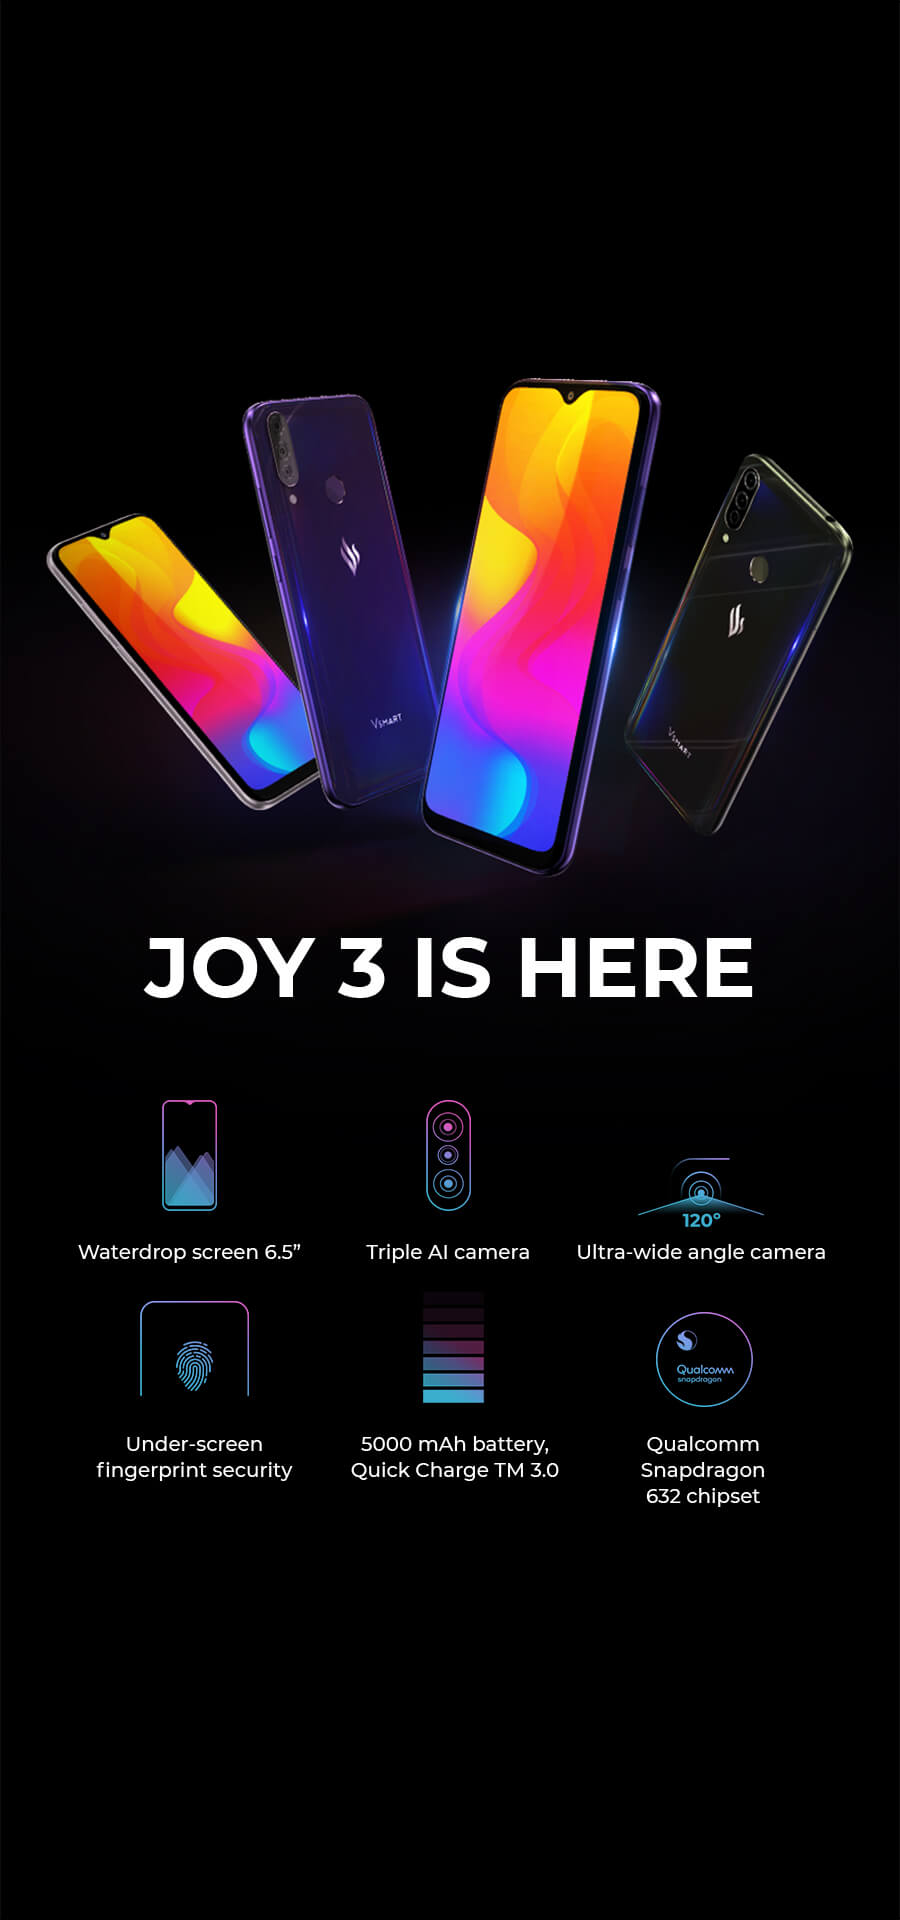 VSMART
VSMART
JOY 3 IS HERE
120°
Waterdrop screen 6.5”
Triple AI camera
Ultra-wide angle camera
Qualcomm
snapdragon
Under-screen
fingerprint security
5000 mAh battery,
Quick Charge TM 3.0
Qualcomm
Snapdragon
632 chipset